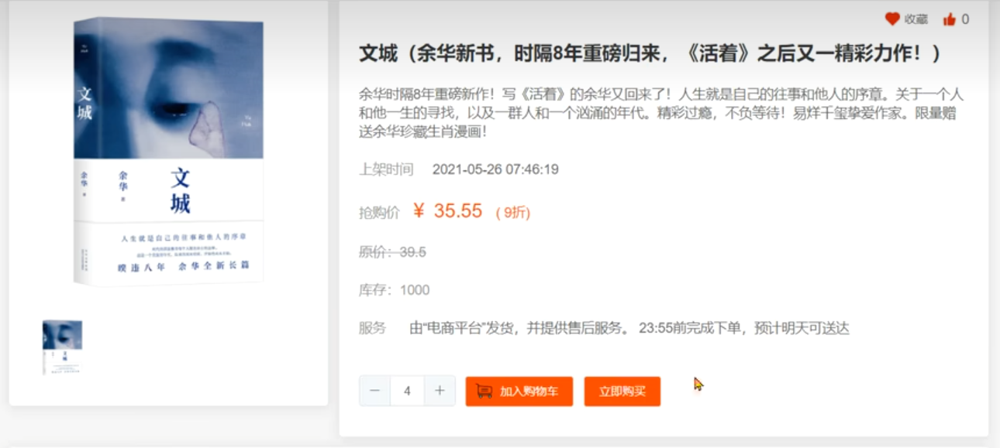 收藏 0
文城（余华新书，时隔8年重磅归来，《活着》之后又一精彩力作！）
余华时隔8年重磅新作！写《活着》的余华又回来了！人生就是自己的往事和他人的序章。关于一个人
和他一生的寻找，以及一群人和一个汹涌的年代。精彩过瘾，不负等待！易烊千玺挚爱作家。限量赠
送余华珍藏生肖漫画！
上架时间 2021-05-26 07:46:19
抢购价 ¥ 35.55 ( 9折)
原价：39.5
库存：1000
服务 由“电商平台”发货，并提供售后服务。 23:55前完成下单，预计明天可送达
− 4 +
加入购物车
立即购买
Yu
Hua
文城
余华
余华
文城
人生就是自己的往事和他人的序章
暌违八年 余华全新长篇
文城